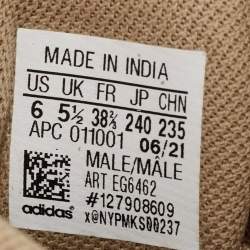 MADE IN INDIA
US UK FR JP CHN
6 5½ 38⅔ 240 235
APC 011001 06/21
MALE/MALE
ART EG6462
#127908609
adidas® x@NYPMKS00237